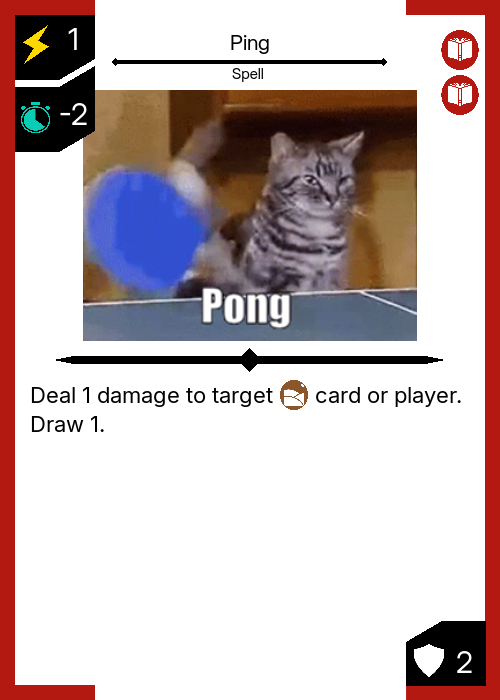 1
Ping
Spell
-2
Pong
Deal 1 damage to target card or player.
Draw 1.
2